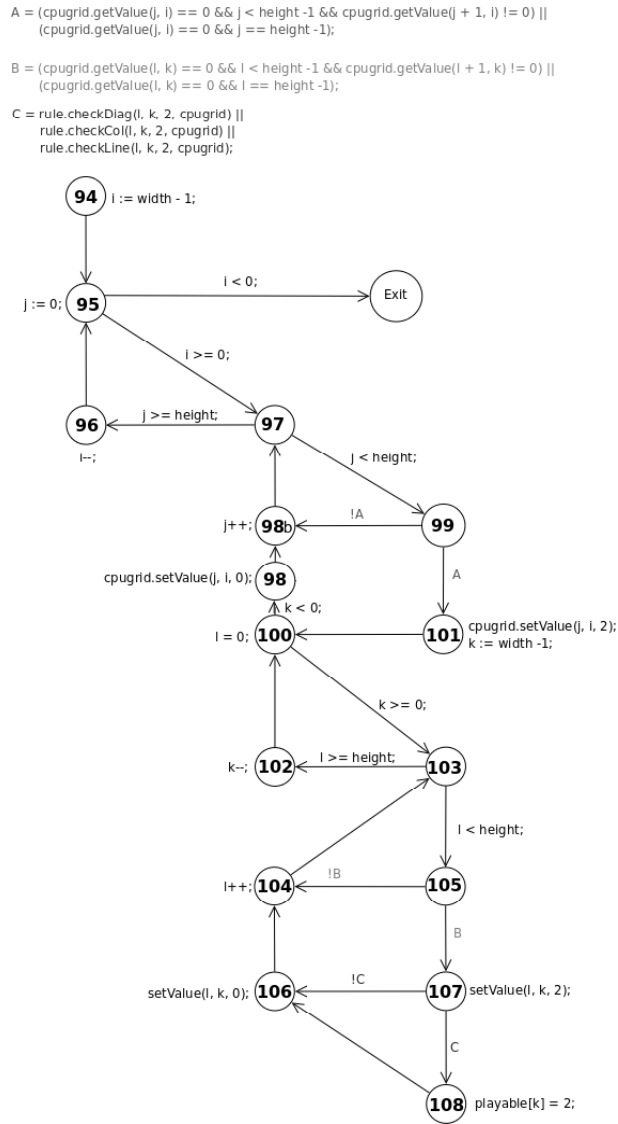 A = (cpugrid.getValue(j, i) == 0 && j < height -1 && cpugrid.getValue(j + 1, i) != 0) ||
(cpugrid.getValue(j, i) == 0 && j == height -1);
B = (cpugrid.getValue(l, k) == 0 && l < height -1 && cpugrid.getValue(l + 1, k) != 0) ||
(cpugrid.getValue(l, k) == 0 && l == height -1);
C = rule.checkDiag(l, k, 2, cpugrid) ||
rule.checkCol(l, k, 2, cpugrid) ||
rule.checkLine(l, k, 2, cpugrid);
94 i := width - 1;
i < 0;
Exit
j := 0; 95
i >= 0;
j >= height;
96
97
i--;
j < height;
!A
j++; 98b
99
A
cpugrid.setValue(j, i, 0); 98
k < 0;
l = 0; 100
101 cpugrid.setValue(j, i, 2);
k := width -1;
k >= 0;
l >= height;
k--; 102
103
l < height;
!B
l++; 104
105
B
!C
setValue(l, k, 0); 106
107 setValue(l, k, 2);
C
108 playable[k] = 2;